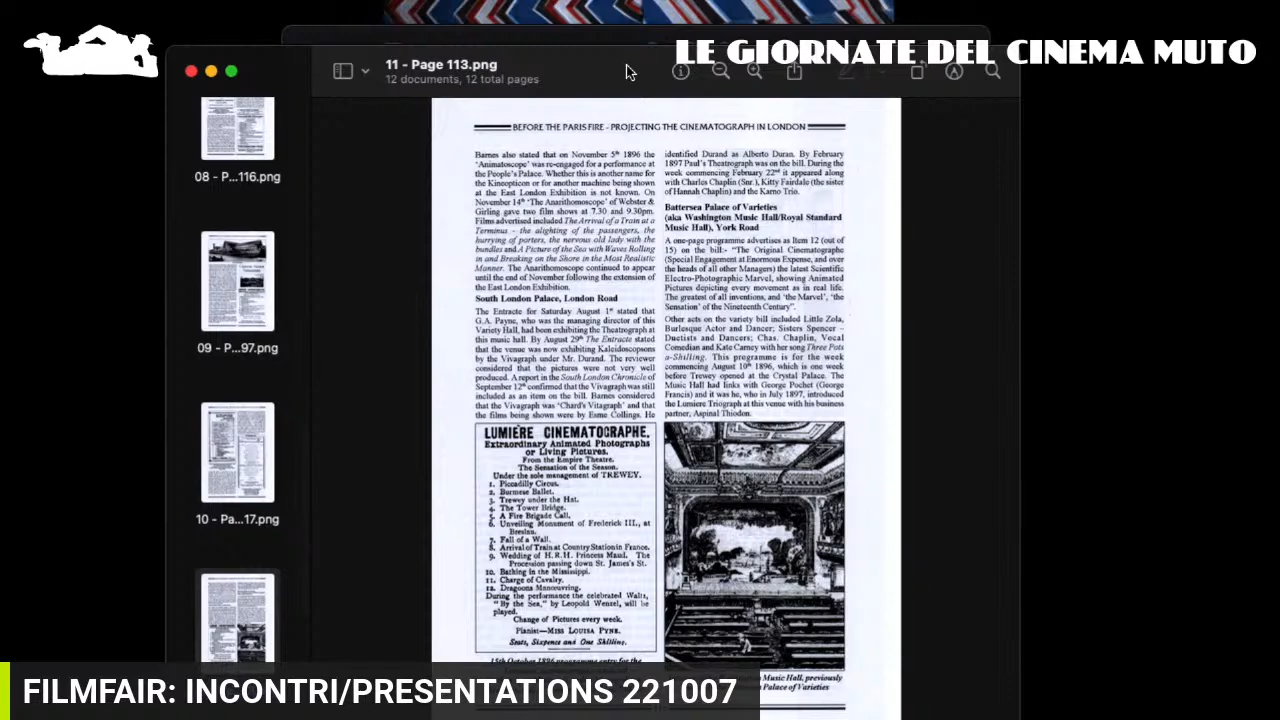 LE GIORNATE DEL CINEMA MUTO
11 - Page 113.png
12 documents, 12 total pages
08 - P...116.png
09 - P...97.png
10 - Pa...17.png
BEFORE THE PARIS FIRE - PROJECTING THE CINEMATOGRAPH IN LONDON
Barnes also stated that on November 5th 1896 the
'Animatoscope' was re-engaged for a performance at
the People's Palace. Whether this is another name for
the Kineopticon or for another machine being shown
at the East London Exhibition is not known. On
November 14th 'The Anarithomoscope' of Webster &
Girling gave two film shows at 7.30 and 9.30pm.
Films advertised included The Arrival of a Train at a
Terminus - the alighting of the passengers, the
hurrying of porters, the nervous old lady with the
bundles and A Picture of the Sea with Waves Rolling
in and Breaking on the Shore in the Most Realistic
Manner. The Anarithomoscope continued to appear
until the end of November following the extension of
the East London Exhibition.
South London Palace, London Road
The Entracte for Saturday August 1st stated that
G.A. Payne, who was the managing director of this
Variety Hall, had been exhibiting the Theatrograph at
this music hall. By August 29th The Entracte stated
that the venue was now exhibiting Kaleidoscopsons
by the Vivagraph under Mr. Durand. The reviewer
considered that the pictures were not very well
produced. A report in the South London Chronicle of
September 12th confirmed that the Vivagraph was still
included as an item on the bill. Barnes considered
that the Vivagraph was 'Chard's Vitagraph' and that
the films being shown were by Esme Collings. He
identified Durand as Alberto Duran. By February
1897 Paul's Theatrograph was on the bill. During the
week commencing February 22nd it appeared along
with Charles Chaplin (Snr.), Kitty Fairdale (the sister
of Hannah Chaplin) and the Karno Trio.
Battersea Palace of Varieties
(aka Washington Music Hall/Royal Standard
Music Hall), York Road
A one-page programme advertises as Item 12 (out of
15) on the bill:- "The Original Cinematographe
(Special Engagement at Enormous Expense, and over
the heads of all other Managers) the latest Scientific
Electro-Photographic Marvel, showing Animated
Pictures depicting every movement as in real life.
The greatest of all inventions, and 'the Marvel', 'the
Sensation' of the Nineteenth Century".
Other acts on the variety bill included Little Zola,
Burlesque Actor and Dancer; Sisters Spencer –
Duetists and Dancers; Chas. Chaplin, Vocal
Comedian and Kate Carney with her song Three Pots
a-Shilling. This programme is for the week
commencing August 10th 1896, which is one week
before Trewey opened at the Crystal Palace. The
Music Hall had links with George Pochet (George
Francis) and it was he, who in July 1897, introduced
the Lumiere Triograph at this venue with his business
partner, Aspinal Thiodon.
LUMIÈRE CINEMATOGRAPHE.
Extraordinary Animated Photographs
or Living Pictures.
From the Empire Theatre.
The Sensation of the Season.
Under the sole management of TREWEY.
1. Piccadilly Circus.
2. Burmese Ballet.
3. Trewey under the Hat.
4. The Tower Bridge.
5. A Fire Brigade Call.
6. Unveiling Monument of Frederick III., at
Breslau.
7. Fall of a Wall.
8. Arrival of Train at Country Station in France.
9. Wedding of H.R.H. Princess Maud. The
Procession passing down St. James's St.
10. Bathing in the Mississippi.
11. Charge of Cavalry.
12. Dragoons Manœuvring.
During the performance the celebrated Waltz,
"By the Sea," by Leopold Wenzel, will be
played.
Change of Pictures every week.
Pianist—MISS LOUISA PYNE.
Seats, Sixpence and One Shilling.
15th October 1896 programme entry for the
Music Hall, previously
Palace of Varieties
FILMFAIR: INCONTRI/PRESENTATIONS 221007